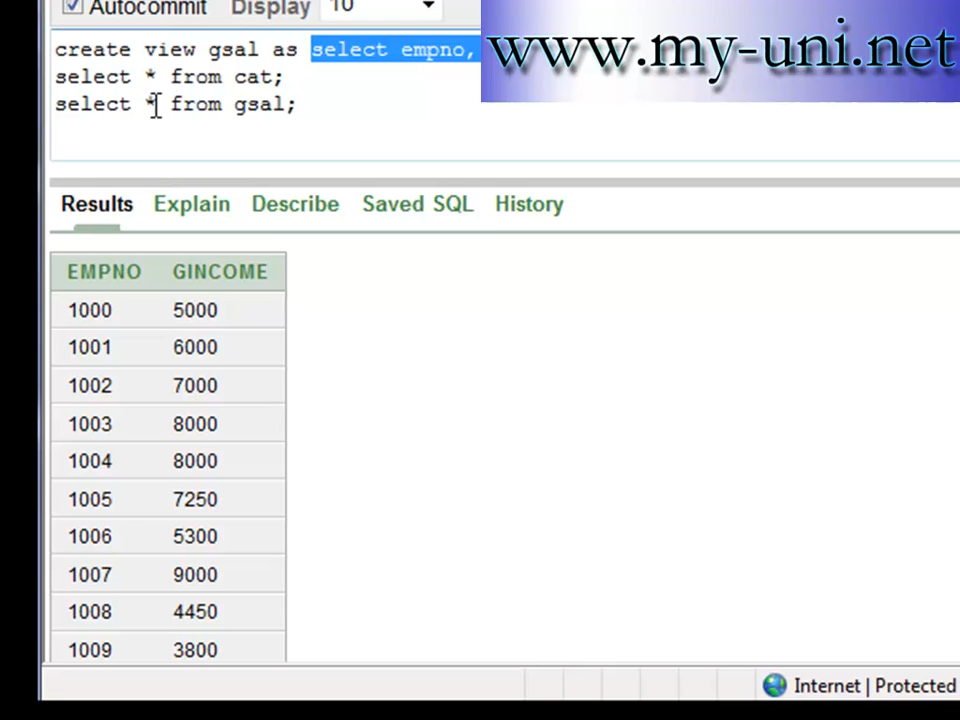 Autocommit Display 10
www.my-uni.net
create view gsal as select empno,
select * from cat;
select * from gsal;
Results Explain Describe Saved SQL History
EMPNO GINCOME
1000 5000
1001 6000
1002 7000
1003 8000
1004 8000
1005 7250
1006 5300
1007 9000
1008 4450
1009 3800
Internet | Protected